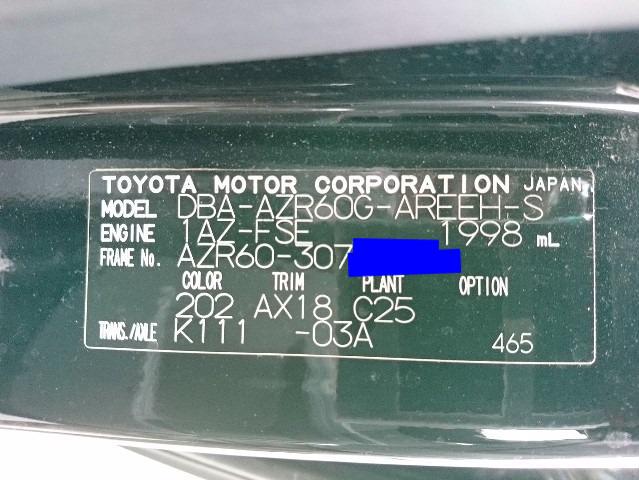 TOYOTA MOTOR CORPORATION JAPAN
MODEL DBA-AZR60G-AREEH-S
ENGINE 1AZ-FSE 1998 mL
FRAME No. AZR60-307
COLOR TRIM PLANT OPTION
202 AX18 C25
TRANS./AXLE K111 -03A 465